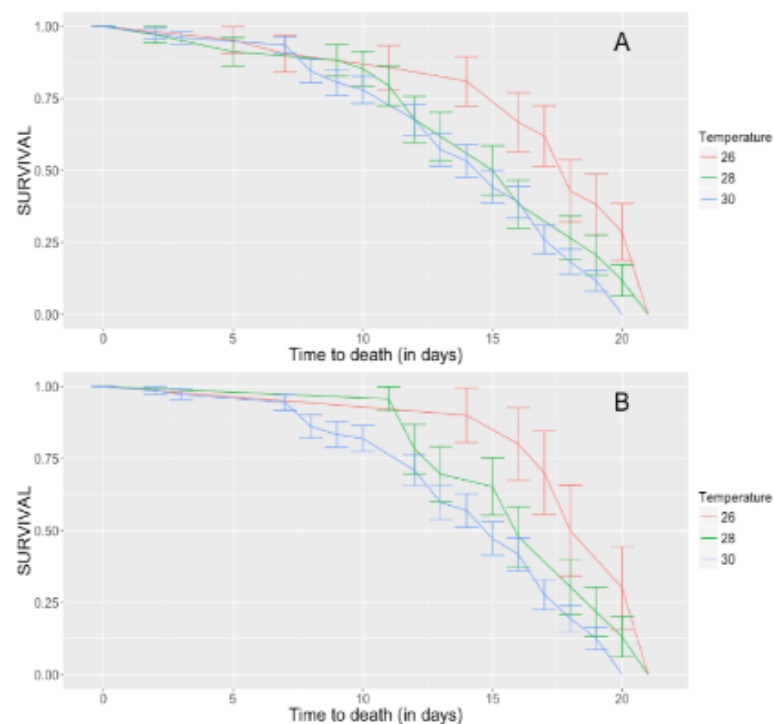 A
1.00
0.75
0.50
0.25
0.00
SURVIVAL
0 5 10 15 20
Time to death (in days)
Temperature
26
28
30
B
1.00
0.75
0.50
0.25
0.00
SURVIVAL
0 5 10 15 20
Time to death (in days)
Temperature
26
28
30